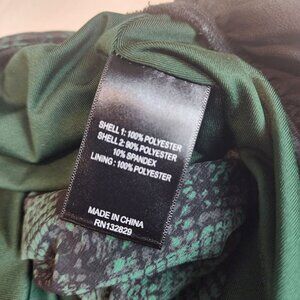 SHELL 1: 100% POLYESTER
SHELL 2: 90% POLYESTER
10% SPANDEX
LINING : 100% POLYESTER
MADE IN CHINA
RN132829